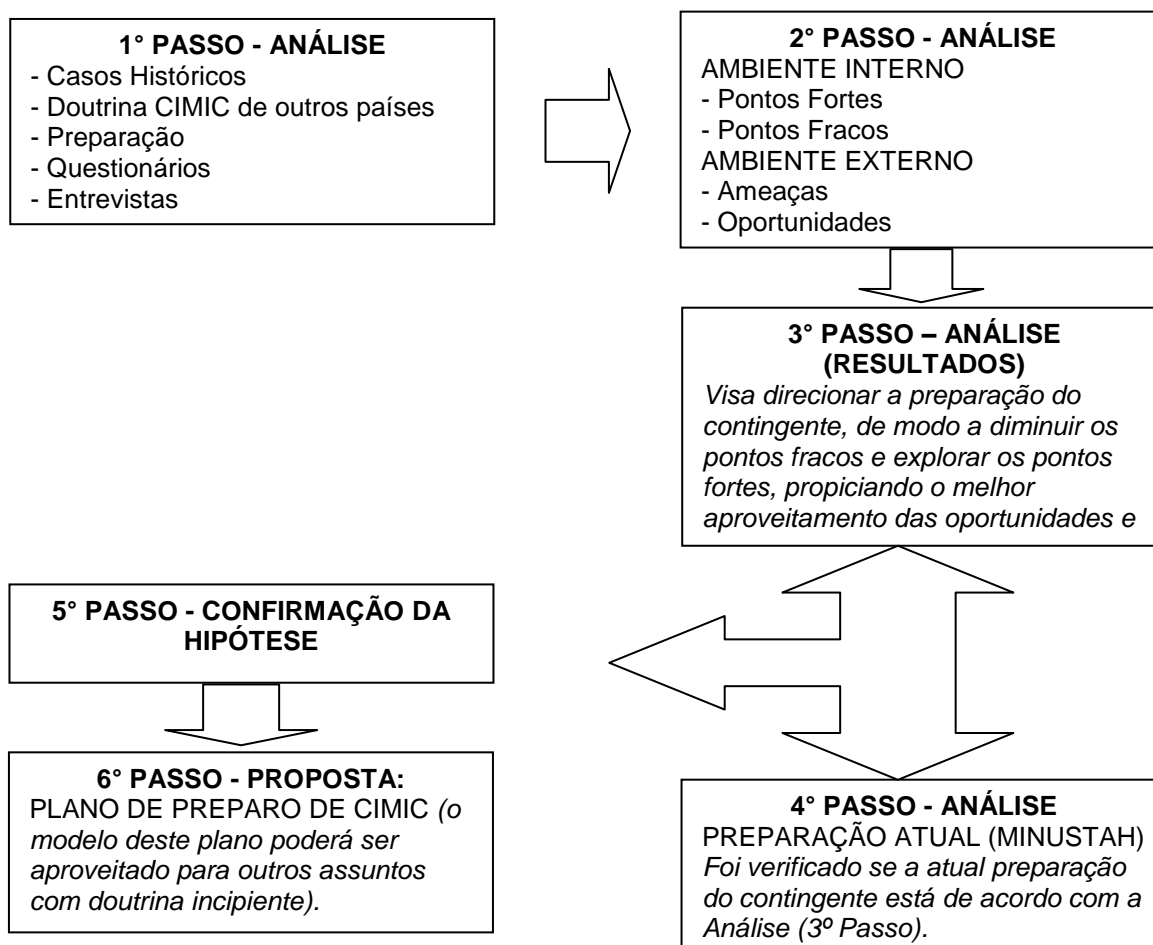 1° PASSO - ANÁLISE
- Casos Históricos
- Doutrina CIMIC de outros países
- Preparação
- Questionários
- Entrevistas
2° PASSO - ANÁLISE
AMBIENTE INTERNO
- Pontos Fortes
- Pontos Fracos
AMBIENTE EXTERNO
- Ameaças
- Oportunidades
3° PASSO – ANÁLISE
(RESULTADOS)
Visa direcionar a preparação do
contingente, de modo a diminuir os
pontos fracos e explorar os pontos
fortes, propiciando o melhor
aproveitamento das oportunidades e
4° PASSO - ANÁLISE
PREPARAÇÃO ATUAL (MINUSTAH)
Foi verificado se a atual preparação
do contingente está de acordo com a
Análise (3º Passo).
5° PASSO - CONFIRMAÇÃO DA
HIPÓTESE
6° PASSO - PROPOSTA:
PLANO DE PREPARO DE CIMIC (o
modelo deste plano poderá ser
aproveitado para outros assuntos
com doutrina incipiente).